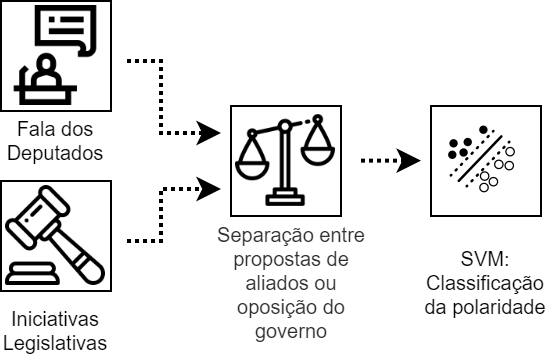 Fala dos
Deputados
Iniciativas
Legislativas
Separação entre
propostas de
aliados ou
oposição do
governo
SVM:
Classificação
da polaridade